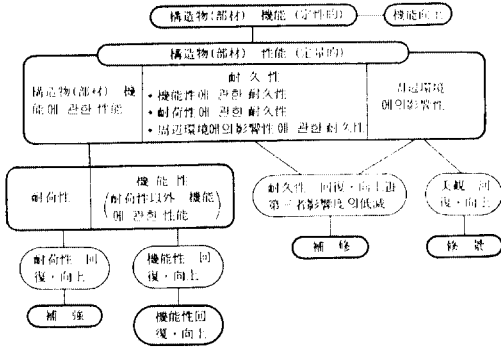 構造物(部材) 機能 (定性的)
機能向上
構造物(部材) 性能 (定量的)
構造物(部材) 機
能에 관한 性能
耐久性
• 機能性에 관한 耐久性
• 耐荷性에 관한 耐久性
• 周辺環境에의影響性에 관한 耐久性
周辺環境
에의影響性
耐荷性
機能性
(耐荷性以外 機能
에 관한 性能)
耐久性 回復・向上과
第三者影響度의低減
美観 回
復・向上
補修
修景
耐荷性 回
復・向上
機能性 回
復・向上
補強
機能性回
復・向上